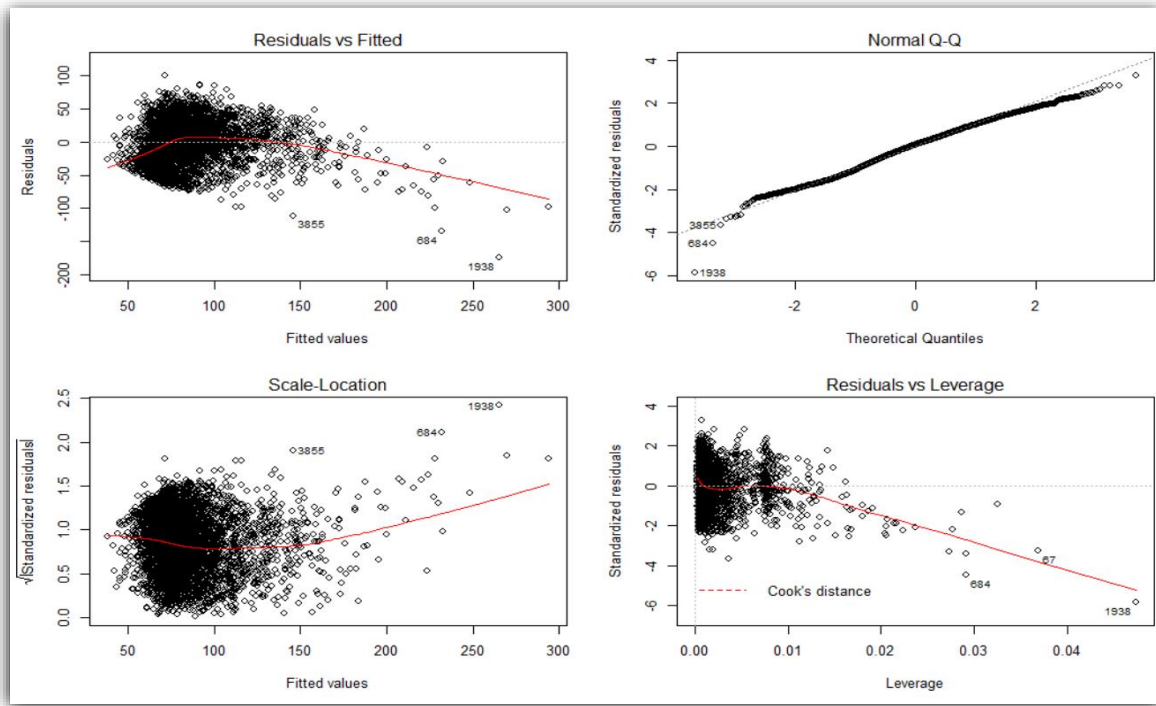 Residuals vs Fitted
Residuals
100
50
0
-50
-100
-200
3855
684
1938
50 100 150 200 250 300
Fitted values
Normal Q-Q
Standardized residuals
4
2
0
-2
-4
-6
3855
684
1938
-2 0 2
Theoretical Quantiles
Scale-Location
√|Standardized residuals|
2.5
2.0
1.5
1.0
0.5
0.0
1938
684
3855
50 100 150 200 250 300
Fitted values
Residuals vs Leverage
Standardized residuals
4
2
0
-2
-4
-6
67
684
Cook's distance
1938
0.00 0.01 0.02 0.03 0.04
Leverage